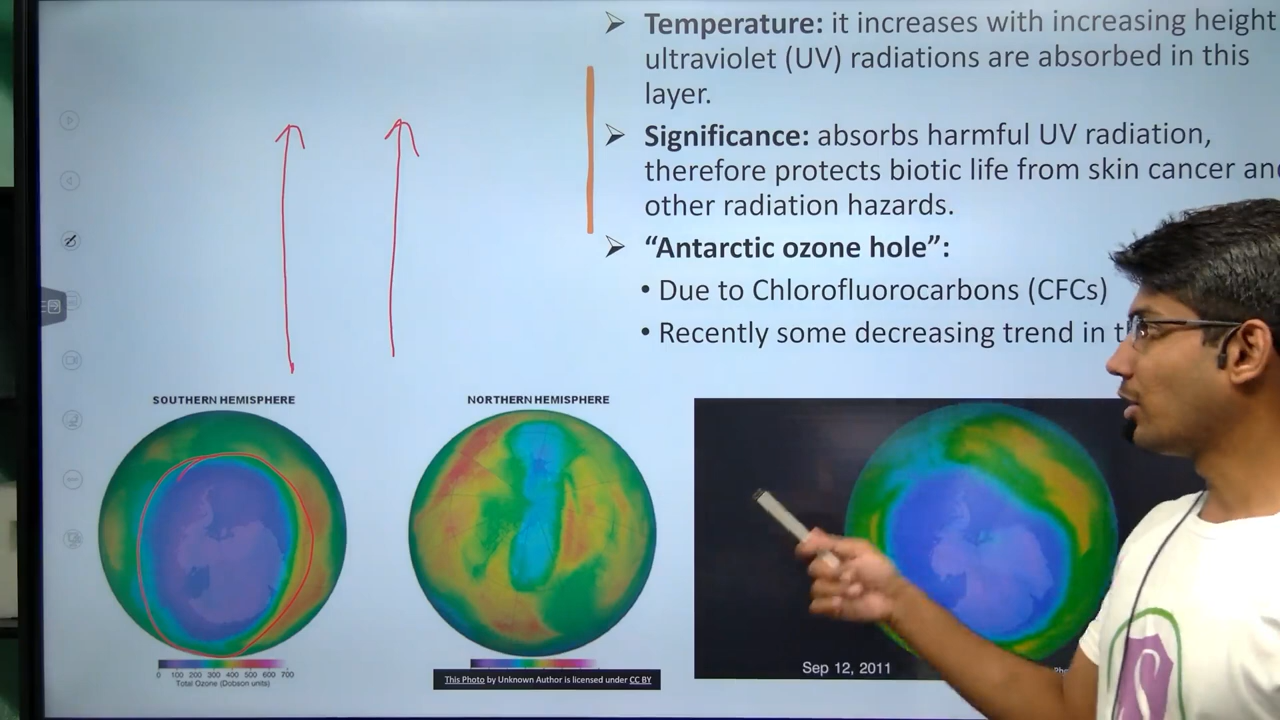 Temperature: it increases with increasing height
ultraviolet (UV) radiations are absorbed in this
layer.
Significance: absorbs harmful UV radiation,
therefore protects biotic life from skin cancer and
other radiation hazards.
“Antarctic ozone hole”:
• Due to Chlorofluorocarbons (CFCs)
• Recently some decreasing trend in
SOUTHERN HEMISPHERE
NORTHERN HEMISPHERE
0 100 200 300 400 500 600 700
Total Ozone (Dobson units)
This Photo by Unknown Author is licensed under CC BY
Sep 12, 2011